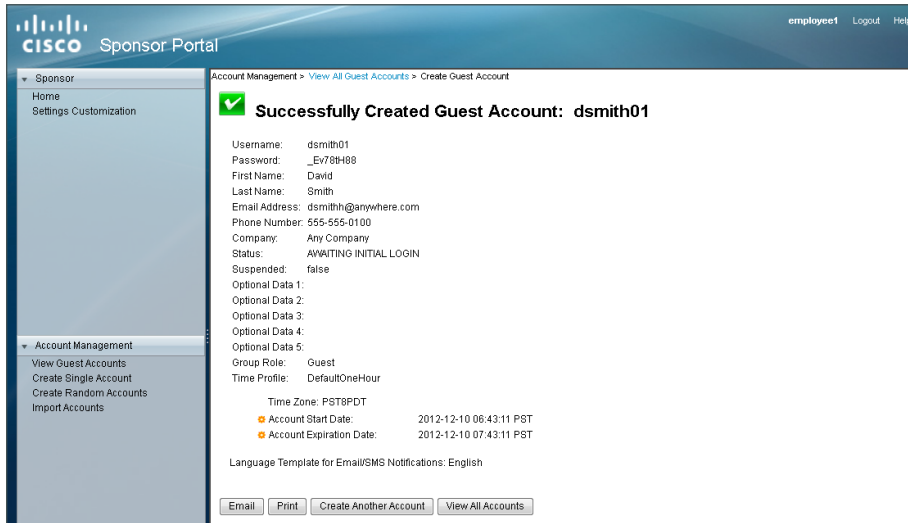 employee1 Logout Help
CISCO Sponsor Portal
Sponsor
Home
Settings Customization
Account Management > View All Guest Accounts > Create Guest Account
Successfully Created Guest Account: dsmith01
Username: dsmith01
Password: _Ev78tH88
First Name: David
Last Name: Smith
Email Address: dsmithh@anywhere.com
Phone Number: 555-555-0100
Company: Any Company
Status: AWAITING INITIAL LOGIN
Suspended: false
Optional Data 1:
Optional Data 2:
Optional Data 3:
Optional Data 4:
Optional Data 5:
Group Role: Guest
Time Profile: DefaultOneHour
Time Zone: PST8PDT
Account Start Date: 2012-12-10 06:43:11 PST
Account Expiration Date: 2012-12-10 07:43:11 PST
Language Template for Email/SMS Notifications: English
Email Print Create Another Account View All Accounts
Account Management
View Guest Accounts
Create Single Account
Create Random Accounts
Import Accounts